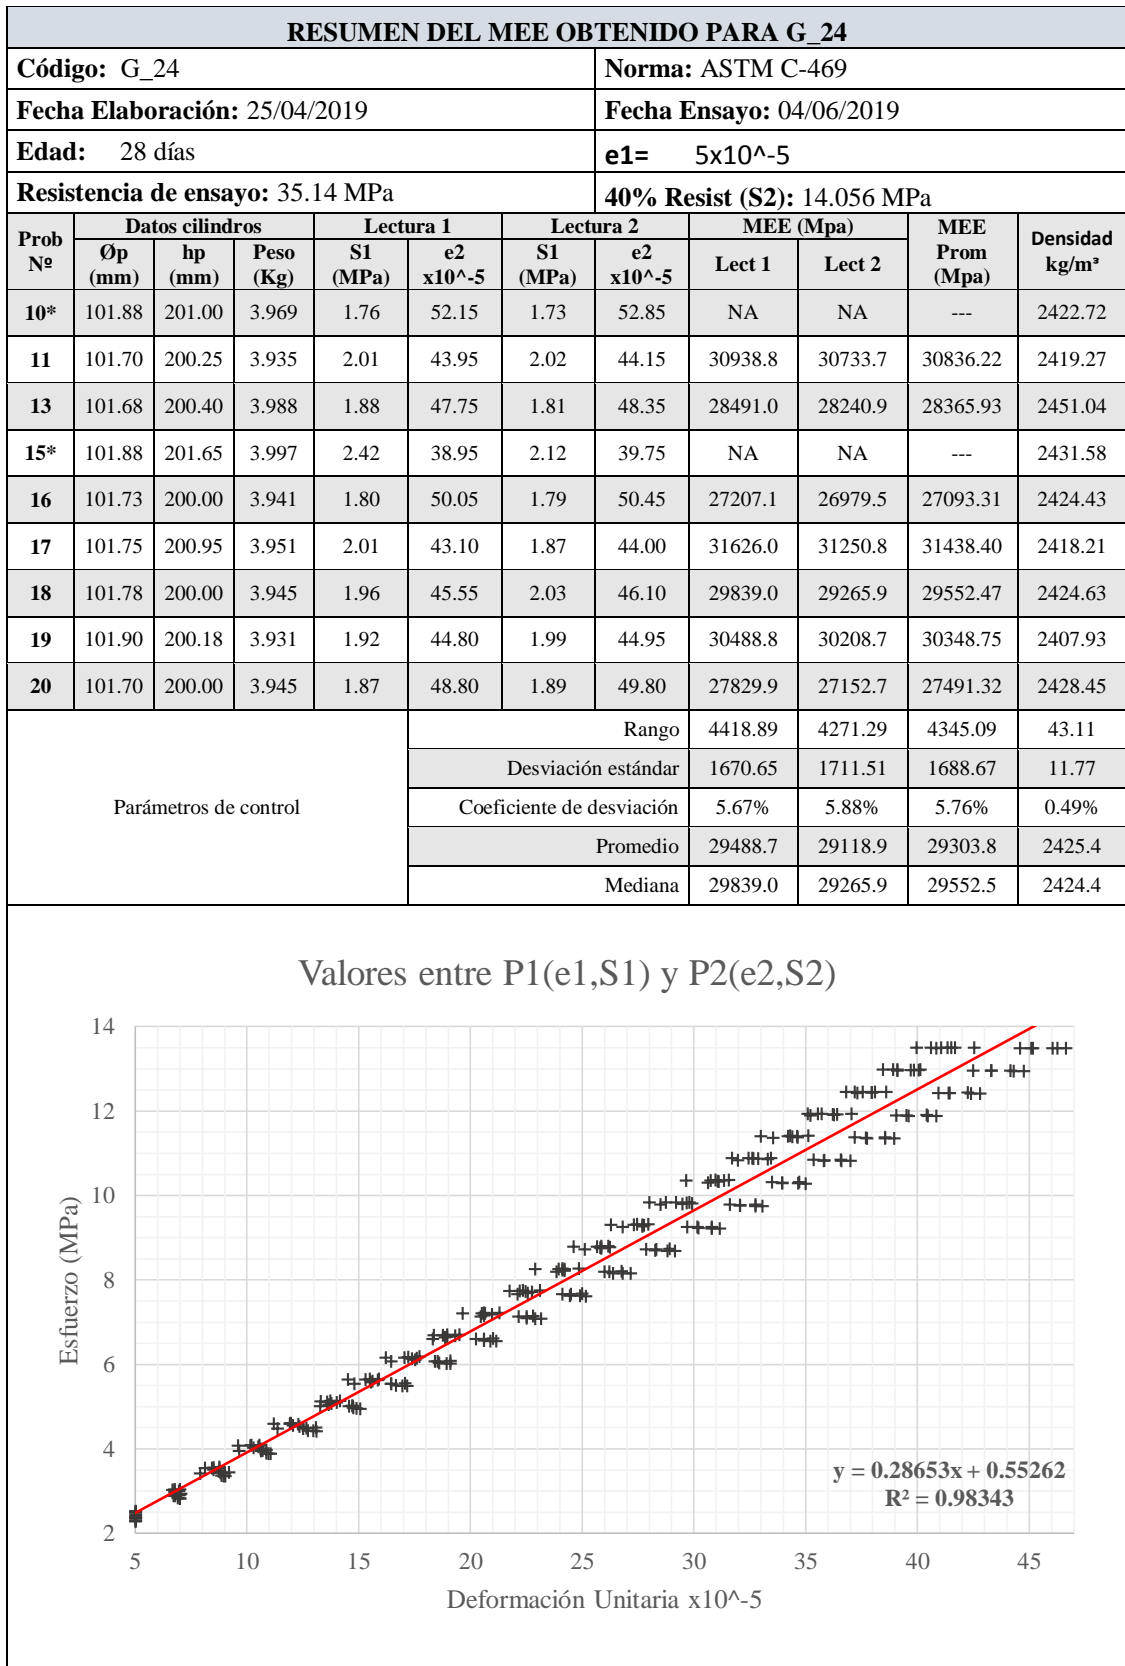 RESUMEN DEL MEE OBTENIDO PARA G_24
Código: G_24 Norma: ASTM C-469
Fecha Elaboración: 25/04/2019 Fecha Ensayo: 04/06/2019
Edad: 28 días e1= 5x10^-5
Resistencia de ensayo: 35.14 MPa 40% Resist (S2): 14.056 MPa
Prob Nº Datos cilindros Lectura 1 Lectura 2 MEE (Mpa) MEE Prom (Mpa) Densidad kg/m³
Øp (mm) hp (mm) Peso (Kg) S1 (MPa) e2 x10^-5 S1 (MPa) e2 x10^-5 Lect 1 Lect 2
10* 101.88 201.00 3.969 1.76 52.15 1.73 52.85 NA NA --- 2422.72
11 101.70 200.25 3.935 2.01 43.95 2.02 44.15 30938.8 30733.7 30836.22 2419.27
13 101.68 200.40 3.988 1.88 47.75 1.81 48.35 28491.0 28240.9 28365.93 2451.04
15* 101.88 201.65 3.997 2.42 38.95 2.12 39.75 NA NA --- 2431.58
16 101.73 200.00 3.941 1.80 50.05 1.79 50.45 27207.1 26979.5 27093.31 2424.43
17 101.75 200.95 3.951 2.01 43.10 1.87 44.00 31626.0 31250.8 31438.40 2418.21
18 101.78 200.00 3.945 1.96 45.55 2.03 46.10 29839.0 29265.9 29552.47 2424.63
19 101.90 200.18 3.931 1.92 44.80 1.99 44.95 30488.8 30208.7 30348.75 2407.93
20 101.70 200.00 3.945 1.87 48.80 1.89 49.80 27829.9 27152.7 27491.32 2428.45
Parámetros de control
Rango 4418.89 4271.29 4345.09 43.11
Desviación estándar 1670.65 1711.51 1688.67 11.77
Coeficiente de desviación 5.67% 5.88% 5.76% 0.49%
Promedio 29488.7 29118.9 29303.8 2425.4
Mediana 29839.0 29265.9 29552.5 2424.4
Valores entre P1(e1,S1) y P2(e2,S2)
14
12
10
8
6
4
2
Esfuerzo (MPa)
y = 0.28653x + 0.55262
R² = 0.98343
5 10 15 20 25 30 35 40 45
Deformación Unitaria x10^-5